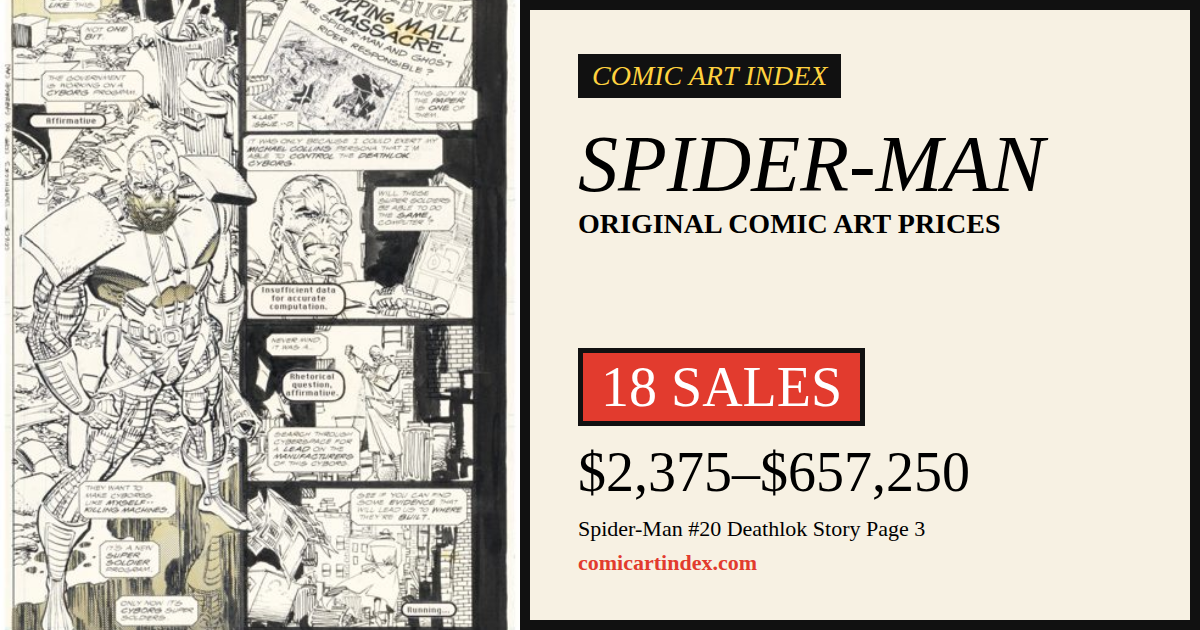 LIKE THIS.
NOT ONE
BIT.
THE GOVERNMENT
IS WORKING ON A
CYBORG PROGRAM.
Affirmative
THEY WANT TO
MAKE CYBORGS
LIKE MYSELF--
KILLING MACHINES.
IT'S A NEW
SUPER
SOLDIER
PROGRAM.
ONLY NOW IT'S
CYBORG SUPER
SOLDIERS.
BUGLE
MALL
MASSACRE.
ARE SPIDER-MAN AND GHOST
RIDER RESPONSIBLE?
THIS GUY IN
THE PAPER
IS ONE OF
THEM.
* LAST
ISSUE.--D.
IT WAS ONLY BECAUSE I COULD EXERT MY
MICHAEL COLLINS PERSONA THAT I'M
ABLE TO CONTROL THE DEATHLOK
CYBORG.
WILL THESE
SUPER SOLDIERS
BE ABLE TO DO
THE SAME,
COMPUTER?
Insufficient data
for accurate
computation.
NEVER MIND.
IT WAS A...
Rhetorical
question,
affirmative.
SEARCH THROUGH
CYBERSPACE FOR
A LEAD ON THE
MANUFACTURERS
OF THIS CYBORG.
SEE IF YOU CAN FIND
SOME EVIDENCE THAT
WILL LEAD US TO WHERE
THEY'RE BUILT.
Running...
COMIC ART INDEX
SPIDER-MAN
ORIGINAL COMIC ART PRICES
18 SALES
$2,375–$657,250
Spider-Man #20 Deathlok Story Page 3
comicartindex.com